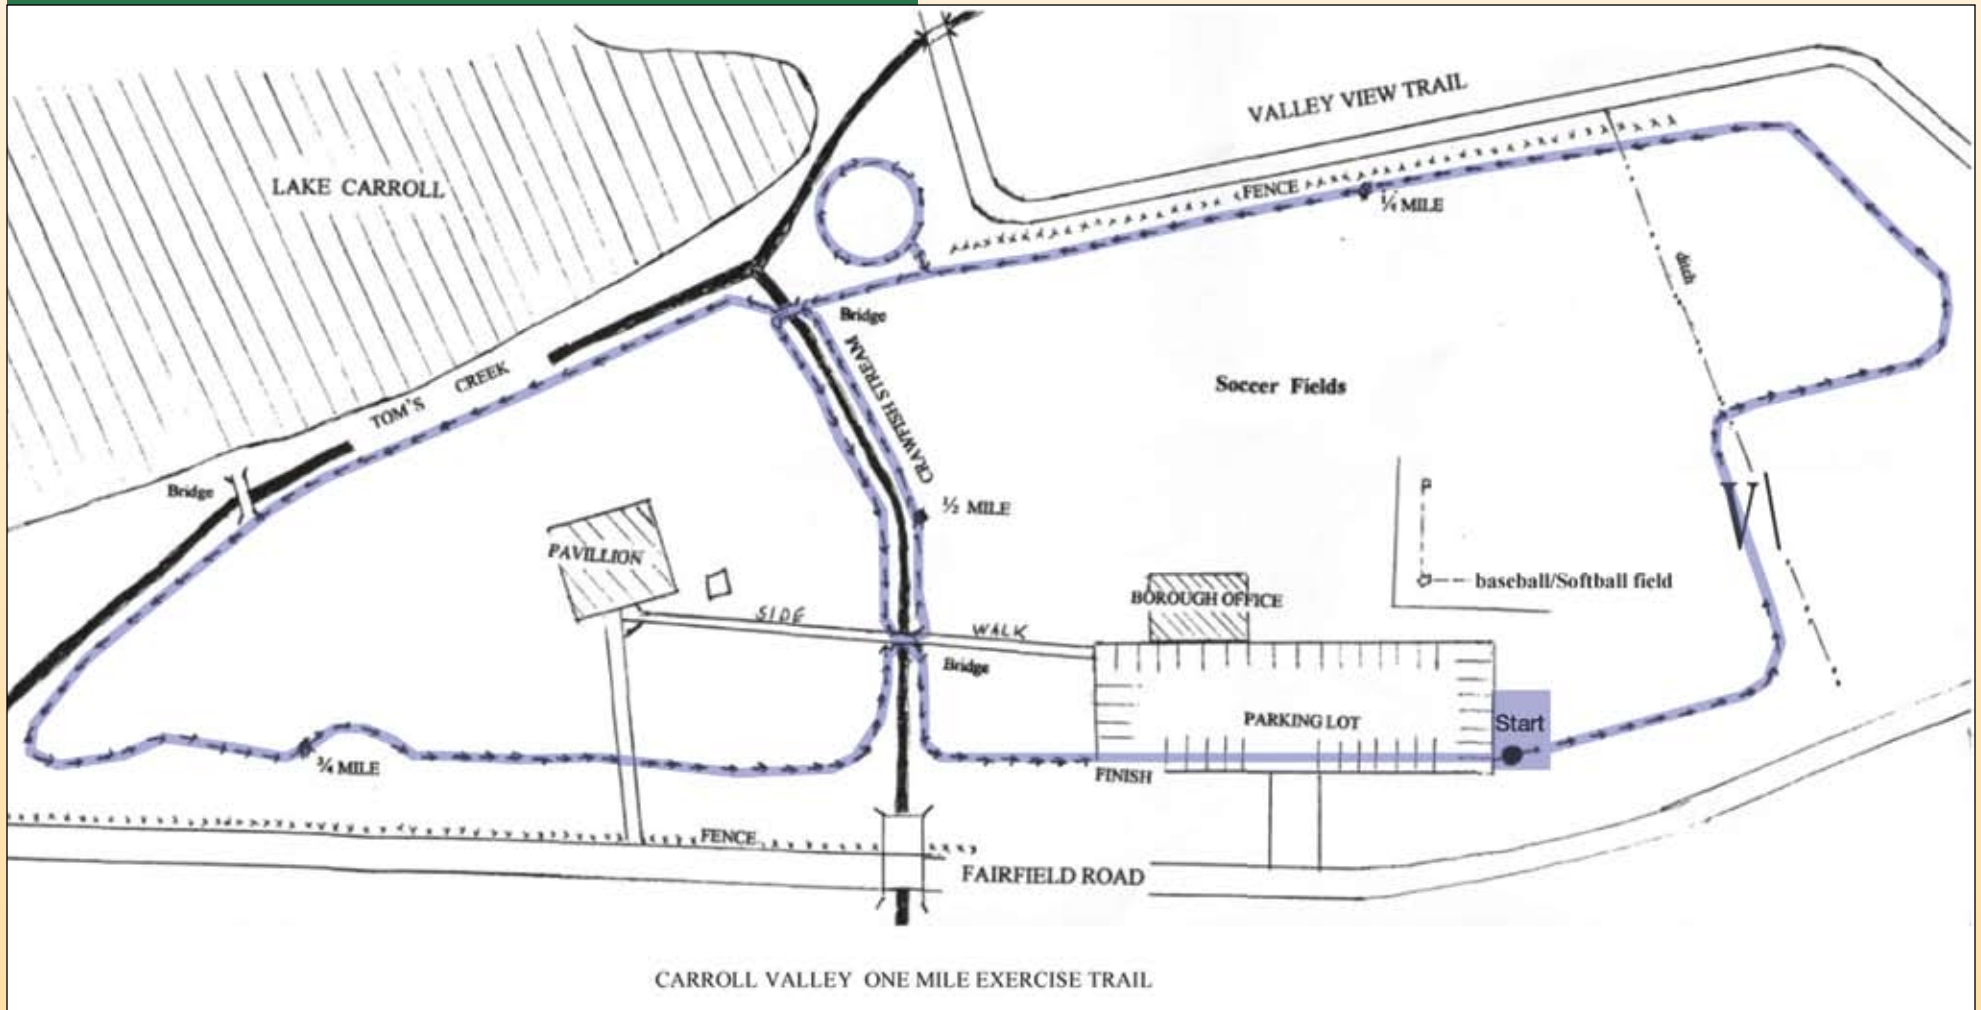 VALLEY VIEW TRAIL
LAKE CARROLL
FENCE
¼ MILE
ditch
Bridge
CRAWFISH STREAM
TOM'S CREEK
Soccer Fields
Bridge
½ MILE
PAVILLION
baseball/Softball field
BOROUGH OFFICE
SIDE WALK
Bridge
PARKING LOT
Start
¾ MILE
FINISH
FENCE
FAIRFIELD ROAD
CARROLL VALLEY ONE MILE EXERCISE TRAIL